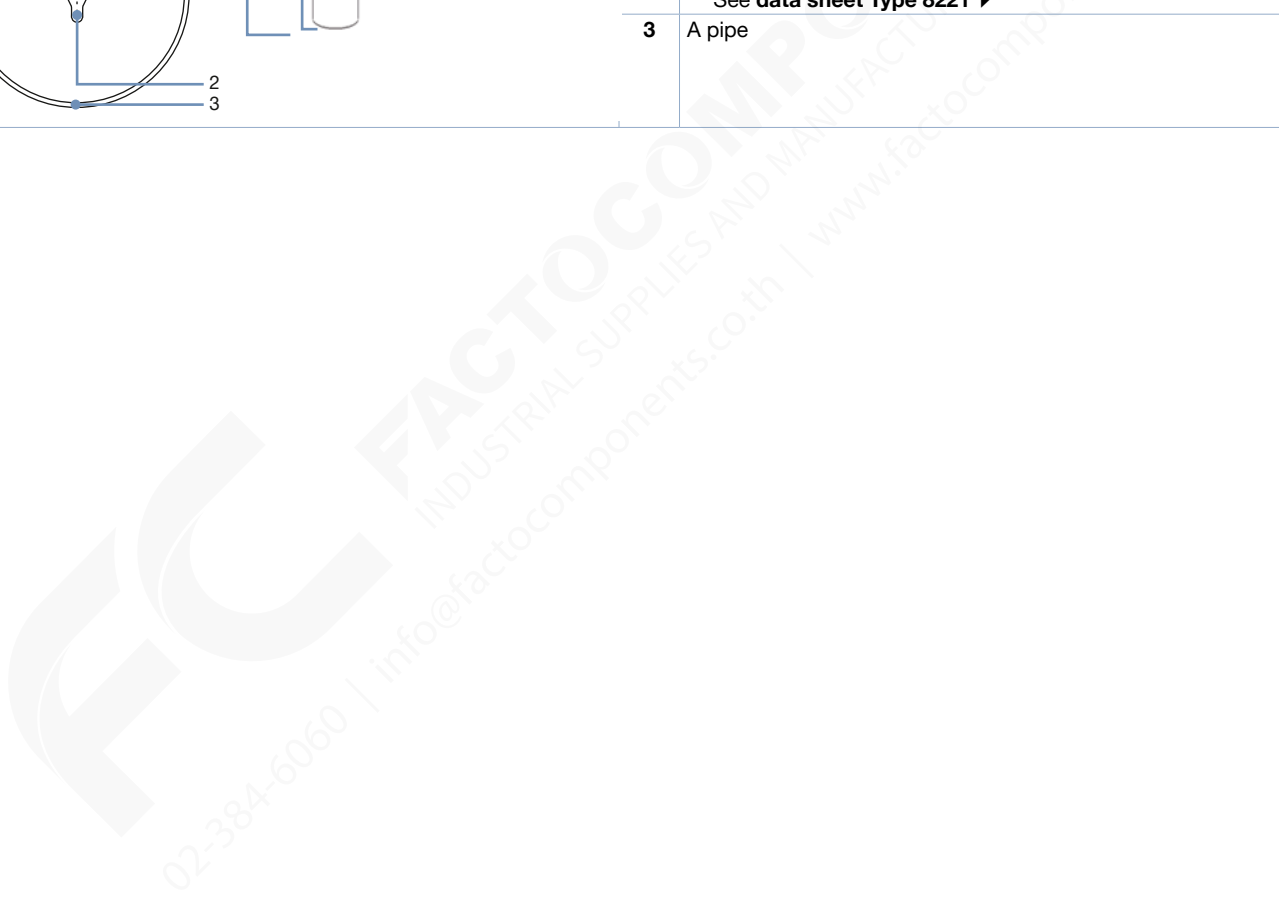 See data sheet Type 8221
3 A pipe
2
3
FACTOCOMPO
INDUSTRIAL SUPPLIES AND MANUFACTU
02-384-6060 | info@factocomponents.co.th | www.factocomp
FC